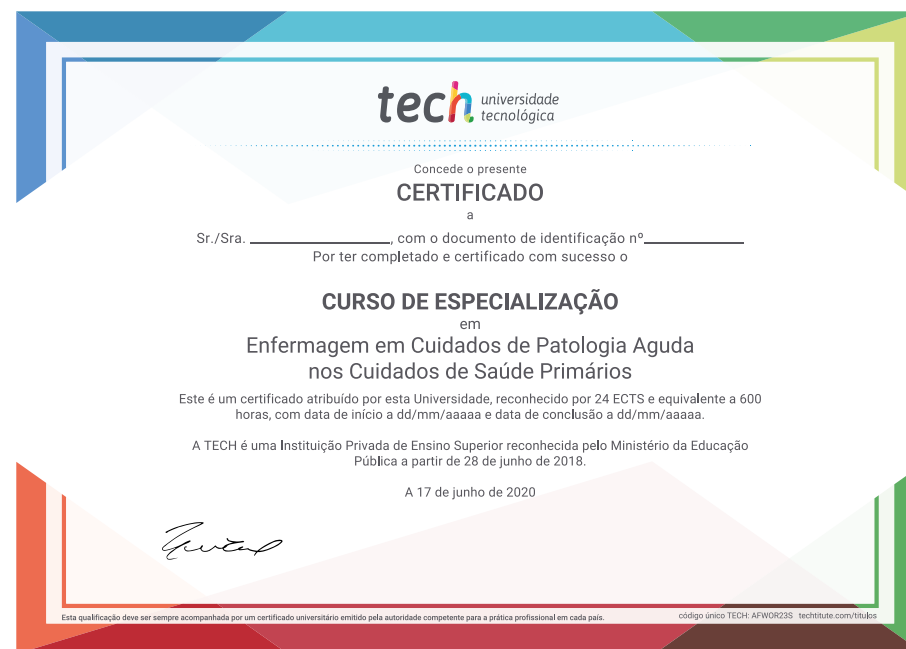 tech universidade
tecnológica
Concede o presente
CERTIFICADO
a
Sr./Sra. ____________________, com o documento de identificação nº______________
Por ter completado e certificado com sucesso o
CURSO DE ESPECIALIZAÇÃO
em
Enfermagem em Cuidados de Patologia Aguda
nos Cuidados de Saúde Primários
Este é um certificado atribuído por esta Universidade, reconhecido por 24 ECTS e equivalente a 600
horas, com data de início a dd/mm/aaaaa e data de conclusão a dd/mm/aaaaa.
A TECH é uma Instituição Privada de Ensino Superior reconhecida pelo Ministério da Educação
Pública a partir de 28 de junho de 2018.
A 17 de junho de 2020
Esta qualificação deve ser sempre acompanhada por um certificado universitário emitido pela autoridade competente para a prática profissional em cada país.
código único TECH: AFWOR23S techtitute.com/titulos